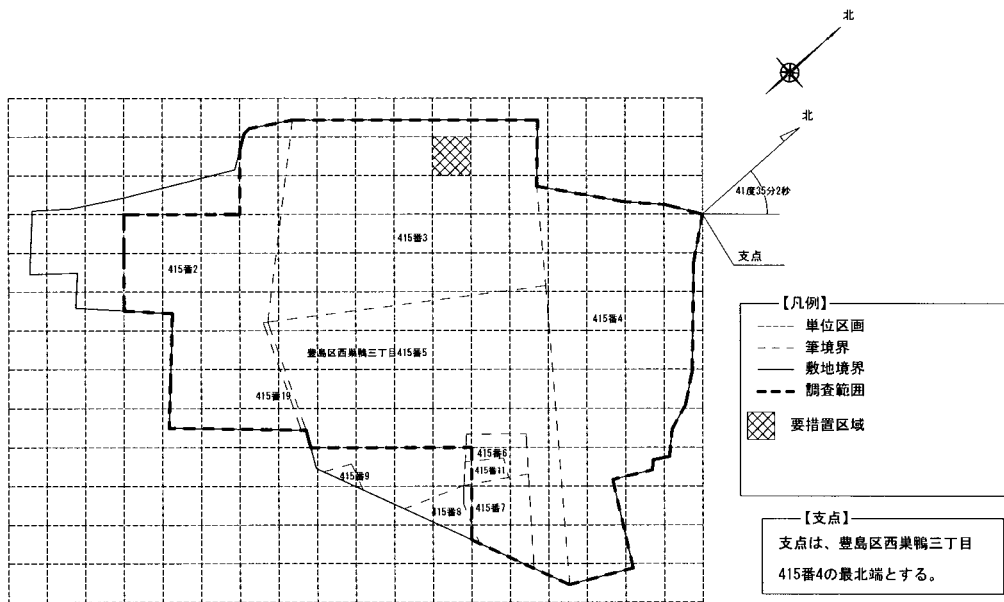 北
北
41度35分2秒
支点
415番3
415番2
415番4
豊島区西巣鴨三丁目415番5
415番19
415番6
415番11
415番9
415番8
415番7
【凡例】
単位区画
筆境界
敷地境界
調査範囲
要措置区域
【支点】
支点は、豊島区西巣鴨三丁目
415番4の最北端とする。